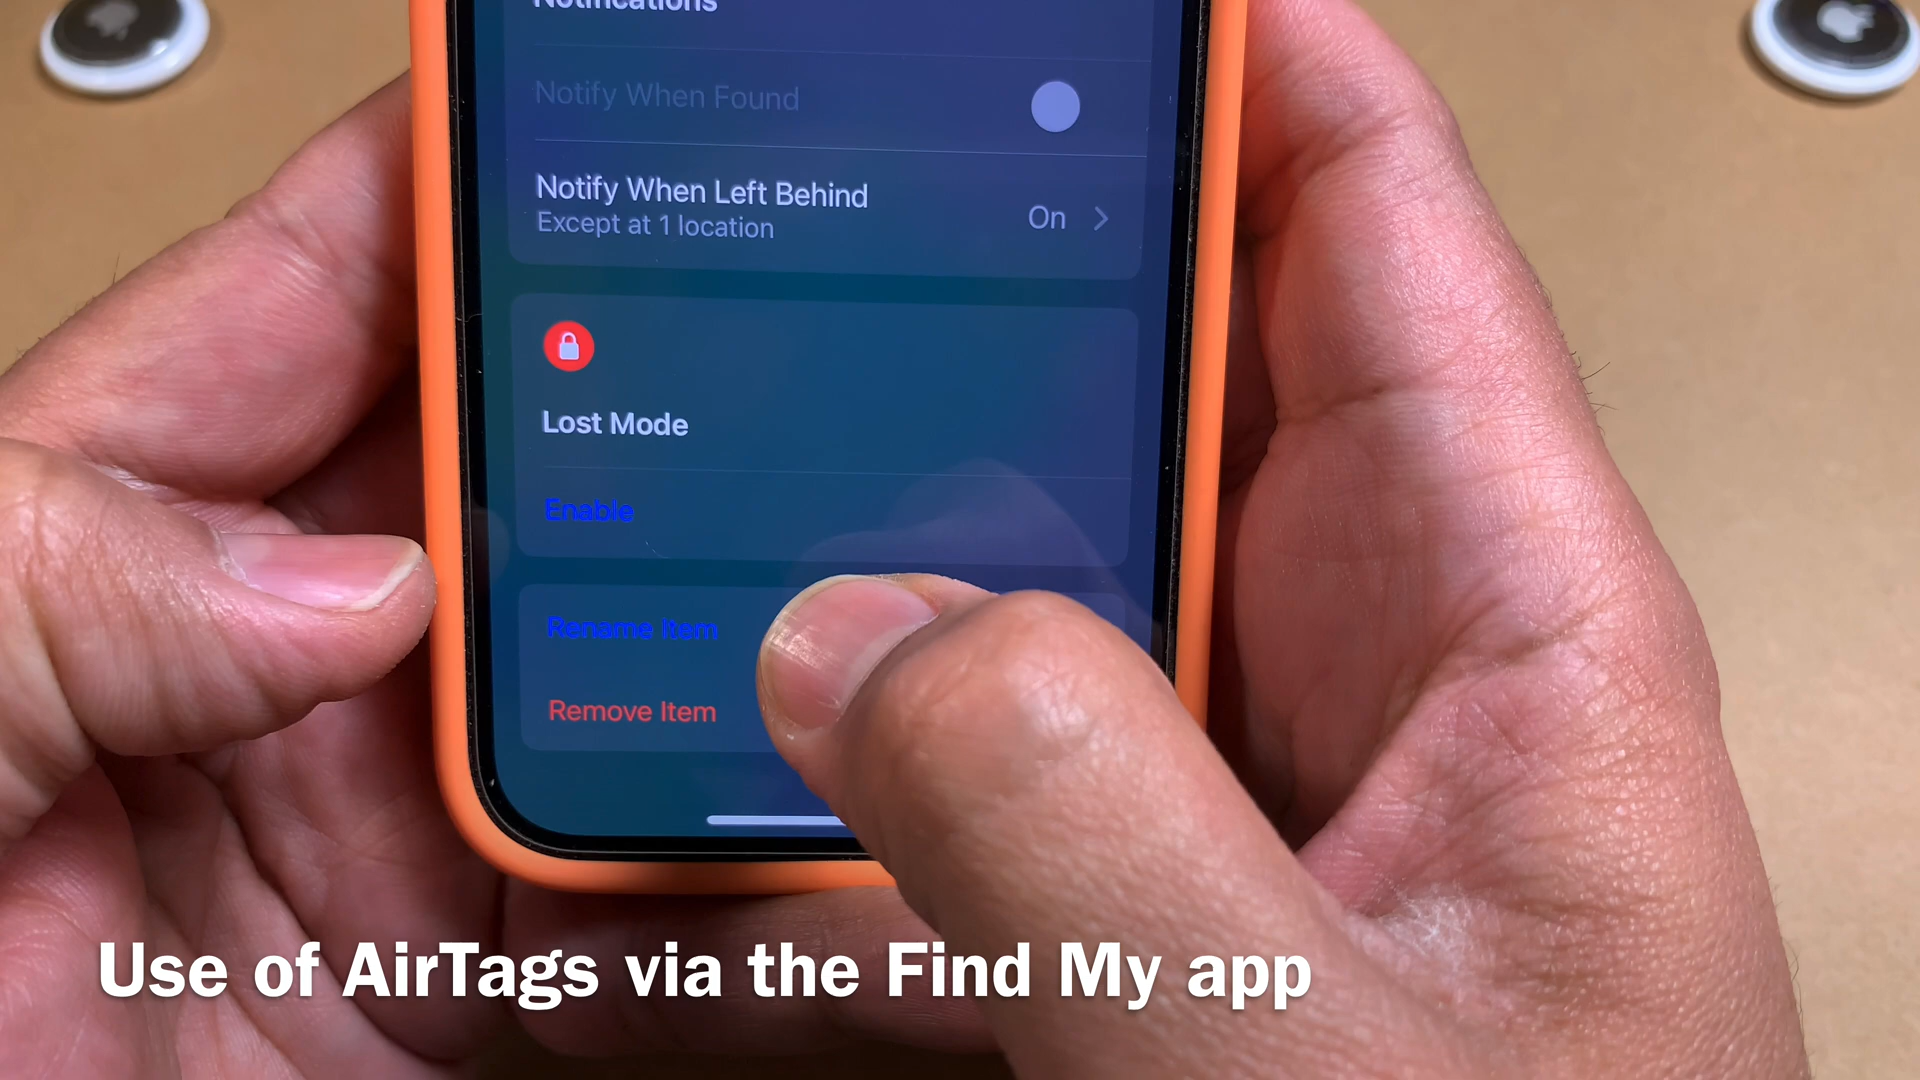 Notifications
Notify When Found
Notify When Left Behind
Except at 1 location
On
Lost Mode
Enable
Rename Item
Remove Item
Use of AirTags via the Find My app